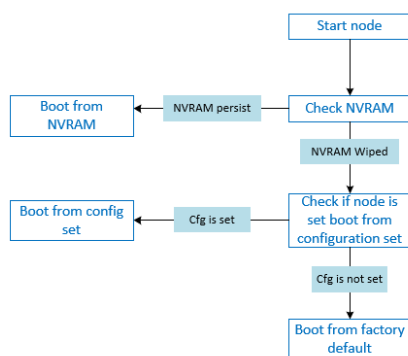 Start node
Boot from
NVRAM
NVRAM persist
Check NVRAM
NVRAM Wiped
Boot from config
set
Cfg is set
Check if node is
set boot from
configuration set
Cfg is not set
Boot from factory
default